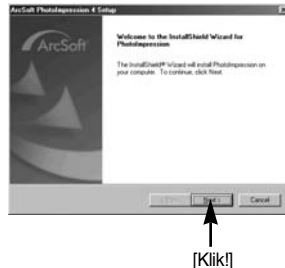 ArcSoft PhotoImpression 4 Setup
ArcSoft
Welcome to the InstallShield Wizard for
PhotoImpression
The InstallShield® Wizard will install PhotoImpression on
your computer. To continue, click Next.
Next >
Cancel
[Klik!]